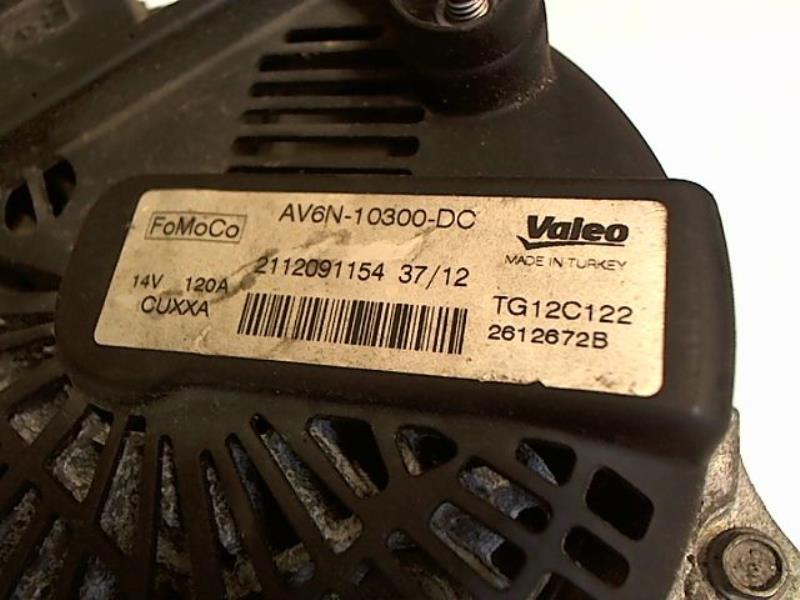 FoMoCo AV6N-10300-DC Valeo
MADE IN TURKEY
14V 120A 2112091154 37/12
CUXXA TG12C122
2612672B